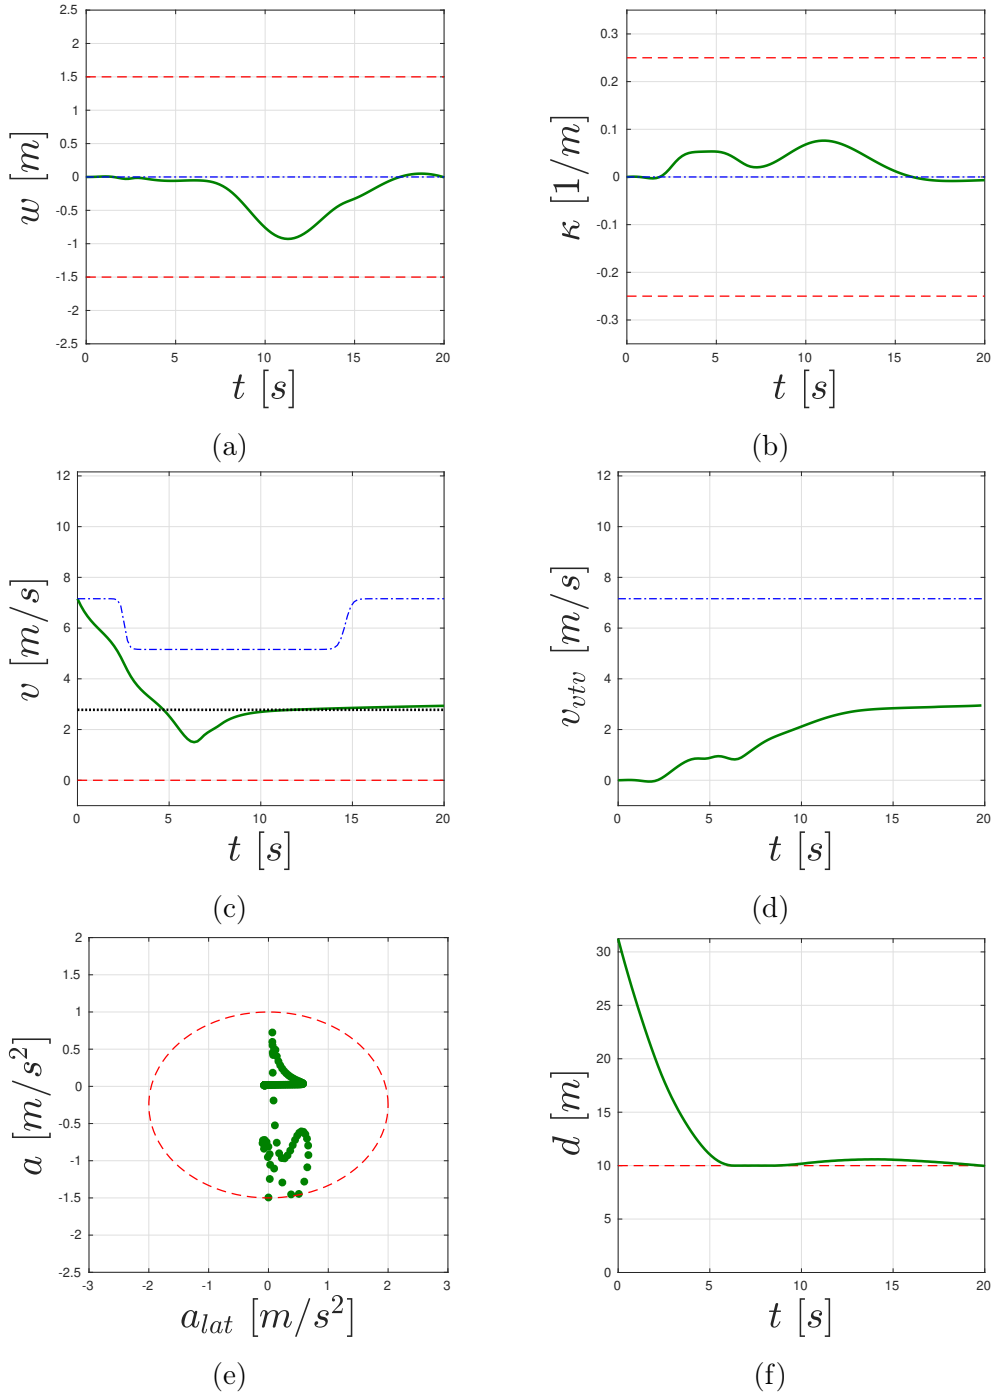 2.5
2
1.5
1
0.5
0
-0.5
-1
-1.5
-2
-2.5
w [m]
0 5 10 15 20
t [s]
(a)
0.3
0.2
0.1
0
-0.1
-0.2
-0.3
κ [1/m]
0 5 10 15 20
t [s]
(b)
12
10
8
6
4
2
0
v [m/s]
0 5 10 15 20
t [s]
(c)
12
10
8
6
4
2
0
v_vtv [m/s]
0 5 10 15 20
t [s]
(d)
2
1.5
1
0.5
0
-0.5
-1
-1.5
-2
-2.5
a [m/s²]
-3 -2 -1 0 1 2 3
a_lat [m/s²]
(e)
30
25
20
15
10
5
0
d [m]
0 5 10 15 20
t [s]
(f)